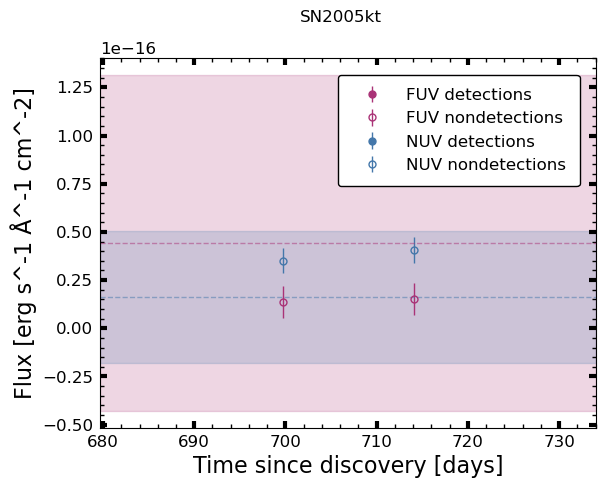 SN2005kt
1e−16
FUV detections
FUV nondetections
NUV detections
NUV nondetections
1.25
1.00
0.75
0.50
0.25
0.00
−0.25
−0.50
Flux [erg s^-1 Å^-1 cm^-2]
680 690 700 710 720 730
Time since discovery [days]